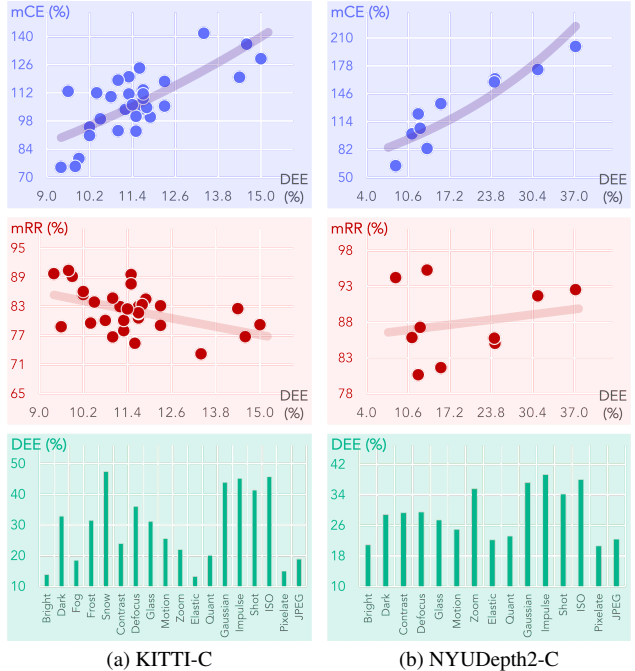 mCE (%)
140
126
112
98
84
70
9.0 10.2 11.4 12.6 13.8 15.0
DEE
(%)
mCE (%)
210
178
146
114
82
50
4.0 10.6 17.2 23.8 30.4 37.0
DEE
(%)
mRR (%)
95
89
83
77
71
65
9.0 10.2 11.4 12.6 13.8 15.0
DEE
(%)
mRR (%)
98
93
88
83
78
4.0 10.6 17.2 23.8 30.4 37.0
DEE
(%)
DEE (%)
50
40
30
20
10
Bright
Dark
Fog
Frost
Snow
Contrast
Defocus
Glass
Motion
Zoom
Elastic
Quant
Gaussian
Impulse
Shot
ISO
Pixelate
JPEG
DEE (%)
42
34
26
18
10
Bright
Dark
Contrast
Defocus
Glass
Motion
Zoom
Elastic
Quant
Gaussian
Impulse
Shot
ISO
Pixelate
JPEG
(a) KITTI-C
(b) NYUDepth2-C